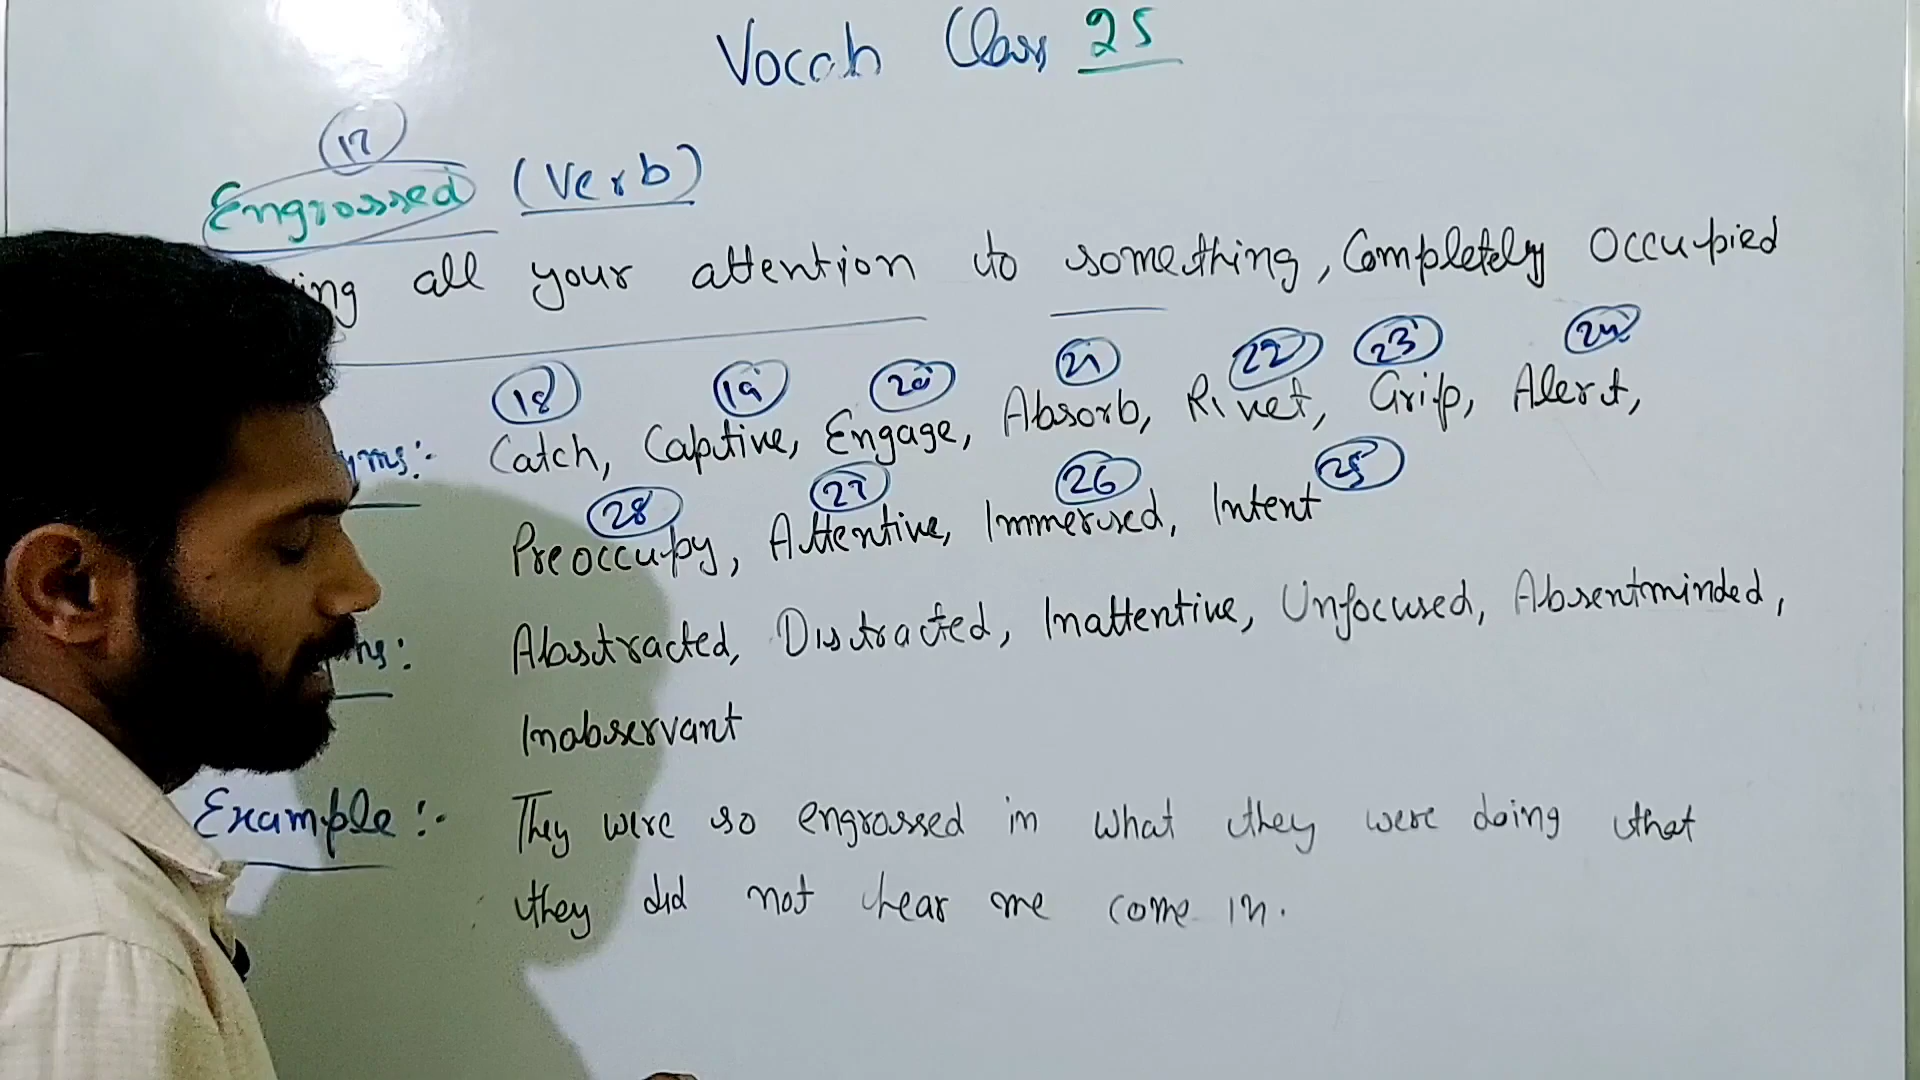 Vocab Class 25
17
Engrossed (Verb)
all your attention to something, Completely Occupied
18 19 20 21 22 23 24
Catch, Captive, Engage, Absorb, Rivet, Grip, Alert,
28 27 26 25
Preoccupy, Attentive, Immersed, Intent
Abstracted, Distracted, Inattentive, Unfocused, Absentminded,
Inobservant
Example:- They were so engrossed in what they were doing that
they did not hear me come in.